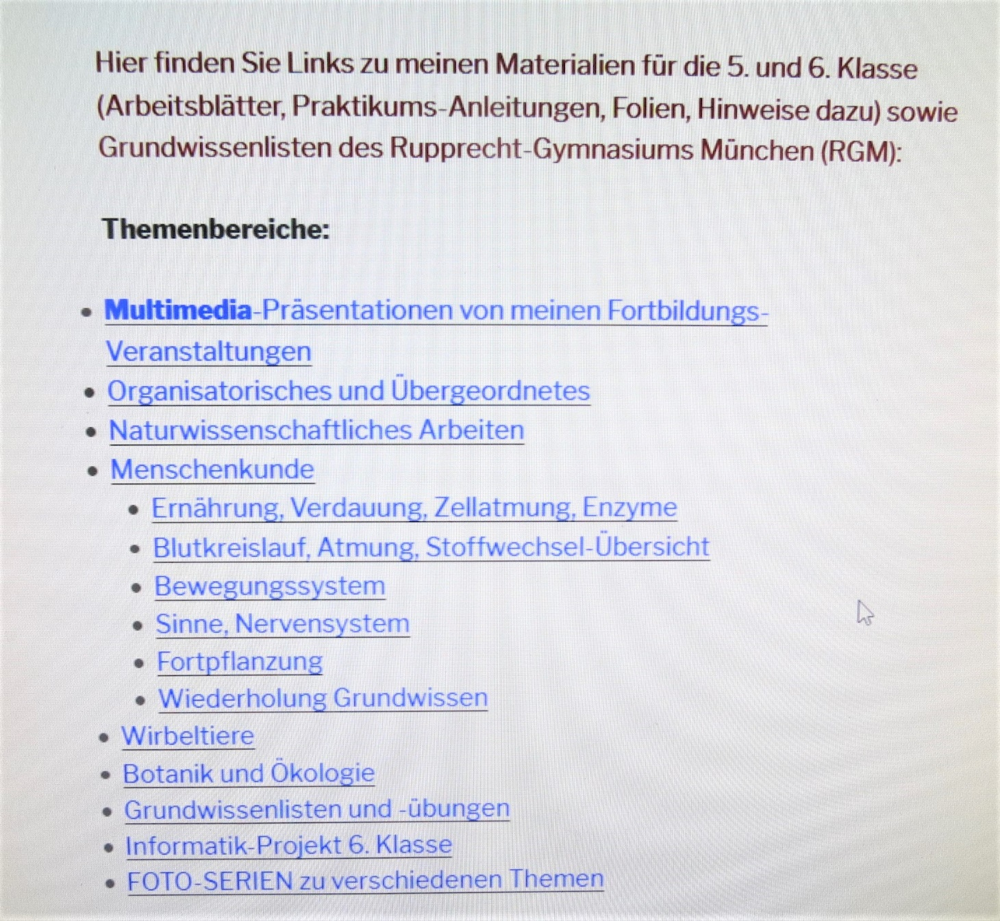 Hier finden Sie Links zu meinen Materialien für die 5. und 6. Klasse
(Arbeitsblätter, Praktikums-Anleitungen, Folien, Hinweise dazu) sowie
Grundwissenlisten des Rupprecht-Gymnasiums München (RGM):
Themenbereiche:
• Multimedia-Präsentationen von meinen Fortbildungs-
Veranstaltungen
• Organisatorisches und Übergeordnetes
• Naturwissenschaftliches Arbeiten
• Menschenkunde
• Ernährung, Verdauung, Zellatmung, Enzyme
• Blutkreislauf, Atmung, Stoffwechsel-Übersicht
• Bewegungssystem
• Sinne, Nervensystem
• Fortpflanzung
• Wiederholung Grundwissen
• Wirbeltiere
• Botanik und Ökologie
• Grundwissenlisten und -übungen
• Informatik-Projekt 6. Klasse
• FOTO-SERIEN zu verschiedenen Themen